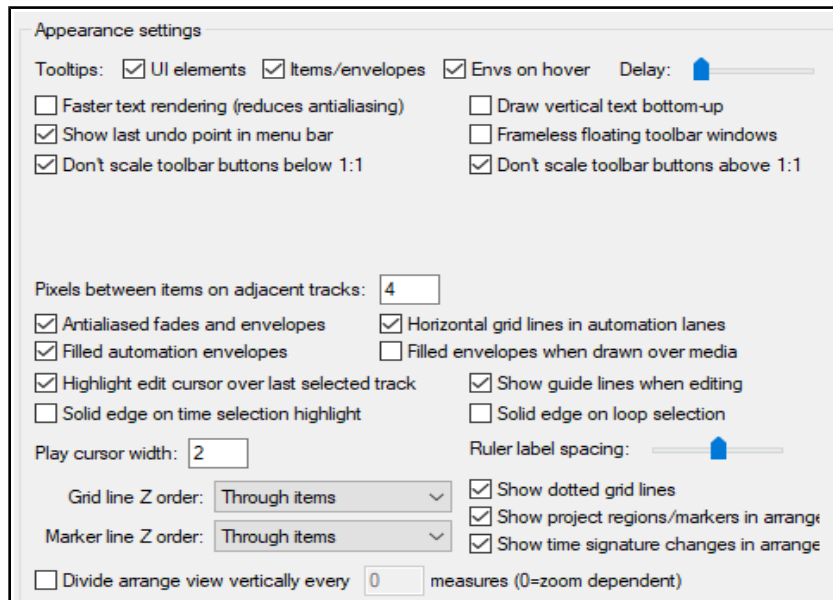 Appearance settings
Tooltips: UI elements Items/envelopes Envs on hover Delay:
Faster text rendering (reduces antialiasing) Draw vertical text bottom-up
Show last undo point in menu bar Frameless floating toolbar windows
Don't scale toolbar buttons below 1:1 Don't scale toolbar buttons above 1:1
Pixels between items on adjacent tracks: 4
Antialiased fades and envelopes Horizontal grid lines in automation lanes
Filled automation envelopes Filled envelopes when drawn over media
Highlight edit cursor over last selected track Show guide lines when editing
Solid edge on time selection highlight Solid edge on loop selection
Play cursor width: 2 Ruler label spacing:
Grid line Z order: Through items Show dotted grid lines
Show project regions/markers in arrange
Marker line Z order: Through items
Show time signature changes in arrange
Divide arrange view vertically every 0 measures (0=zoom dependent)